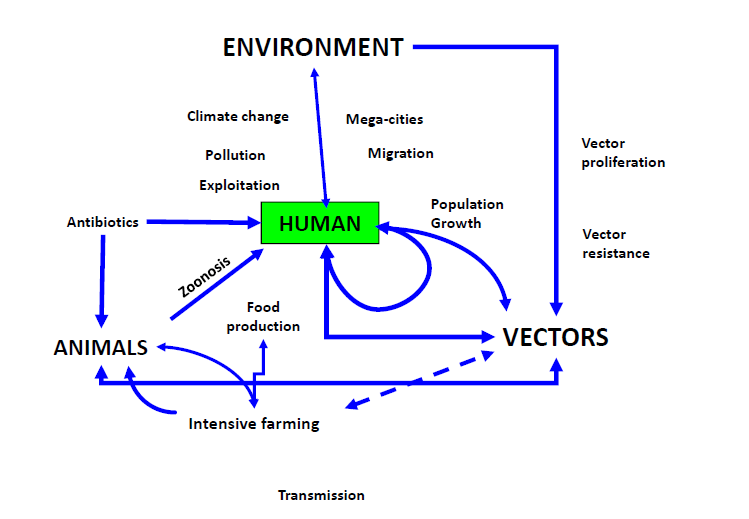 ENVIRONMENT
Climate change
Mega-cities
Vector
proliferation
Pollution
Migration
Exploitation
Population
Growth
Antibiotics
HUMAN
Vector
resistance
Zoonosis
Food
production
ANIMALS
VECTORS
Intensive farming
Transmission